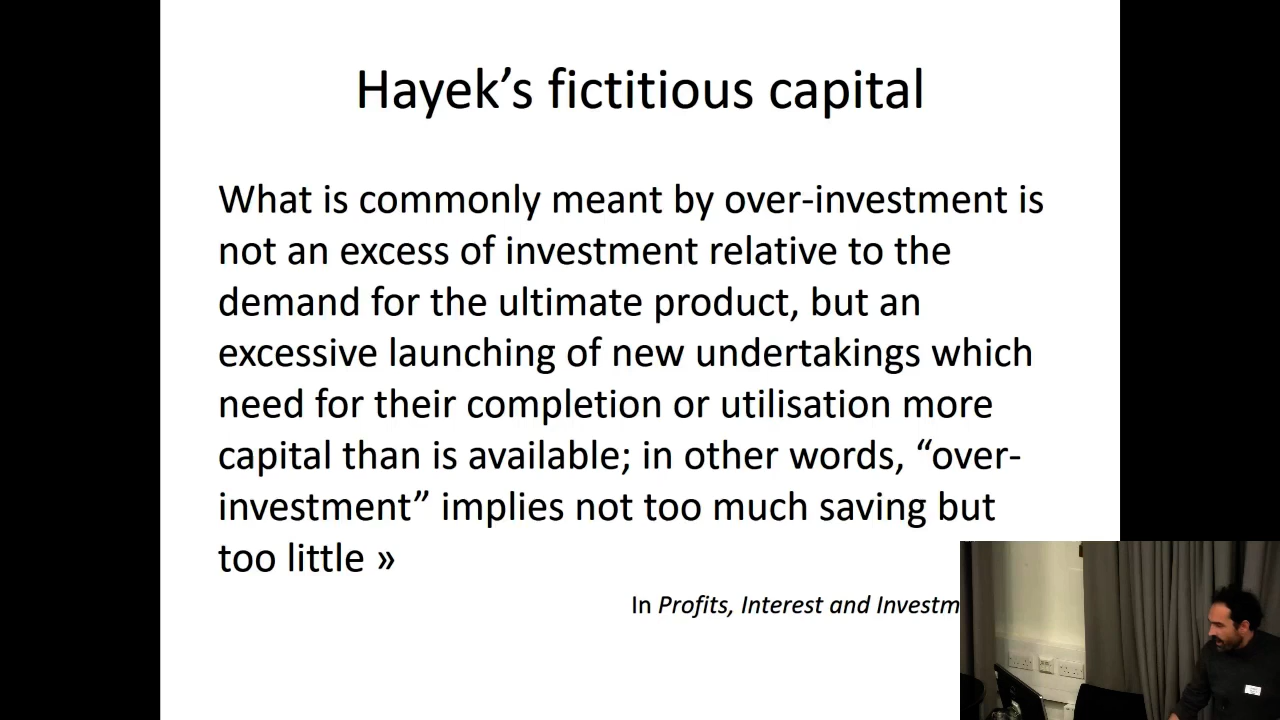 Hayek’s fictitious capital
What is commonly meant by over-investment is
not an excess of investment relative to the
demand for the ultimate product, but an
excessive launching of new undertakings which
need for their completion or utilisation more
capital than is available; in other words, “over-
investment” implies not too much saving but
too little »
In Profits, Interest and Investm